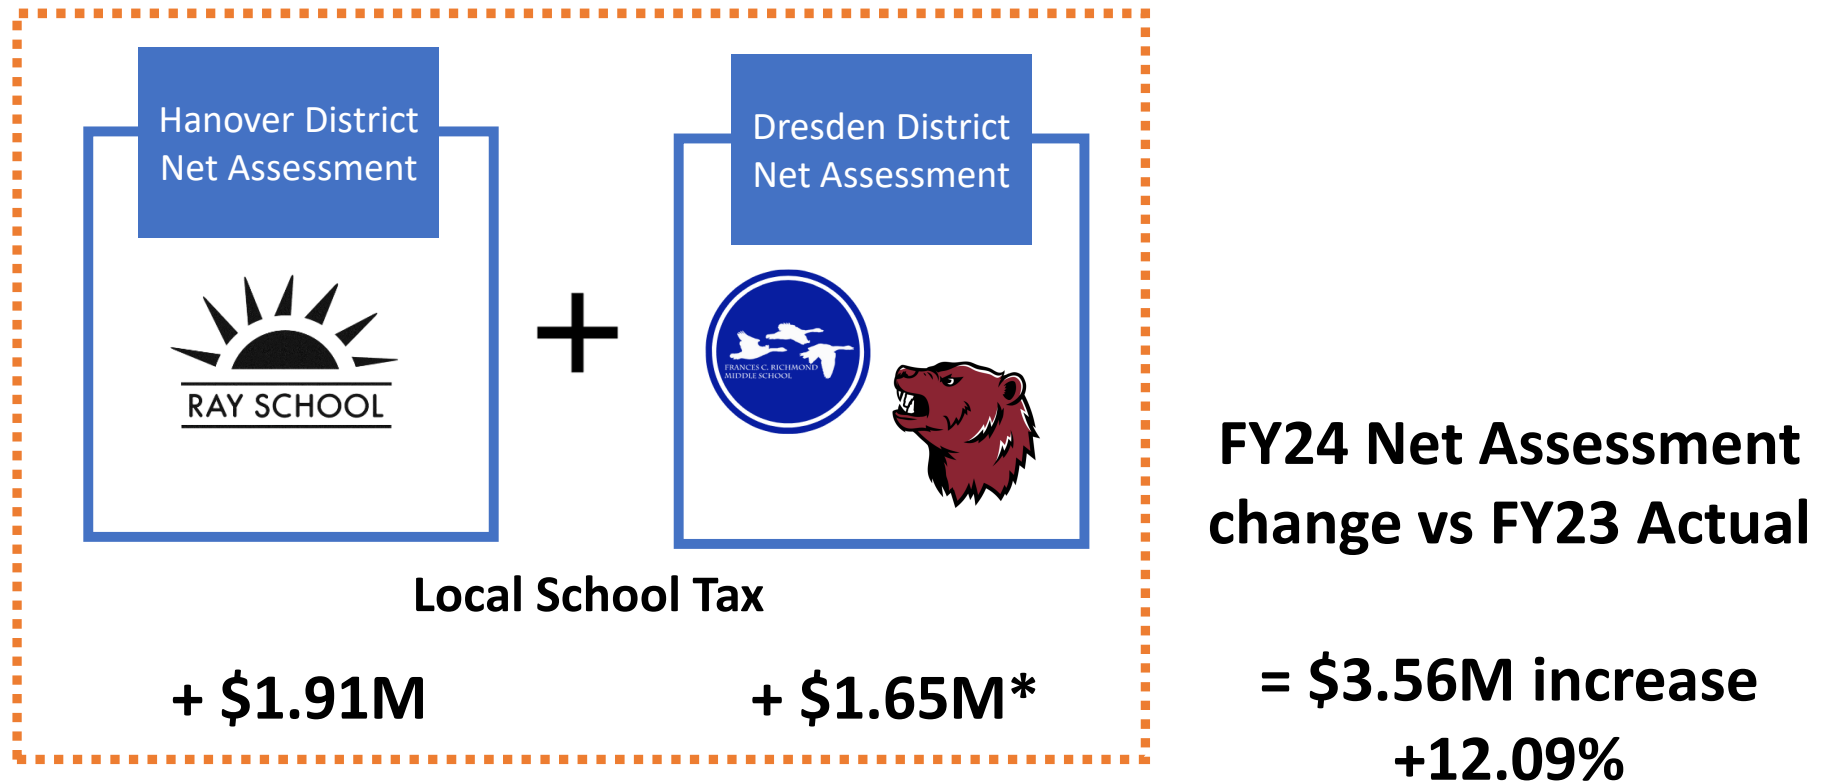 Hanover District
Net Assessment
Dresden District
Net Assessment
RAY SCHOOL
+
FRANCES C. RICHMOND
MIDDLE SCHOOL
Local School Tax
+ $1.91M
+ $1.65M*
FY24 Net Assessment
change vs FY23 Actual
= $3.56M increase
+12.09%